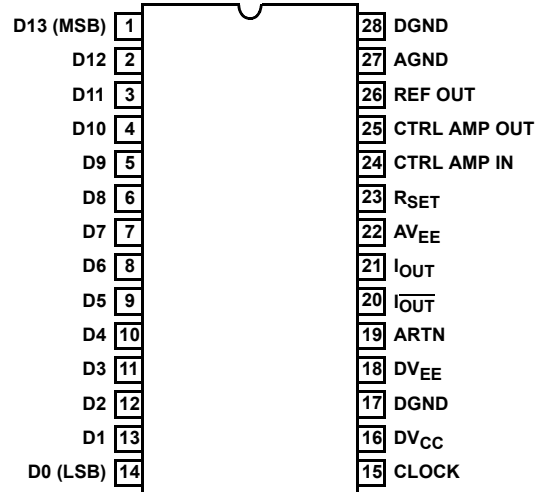 D13 (MSB) 1 28 DGND
D12 2 27 AGND
D11 3 26 REF OUT
D10 4 25 CTRL AMP OUT
D9 5 24 CTRL AMP IN
D8 6 23 RSET
D7 7 22 AVEE
D6 8 21 IOUT
D5 9 20 I̅O̅U̅T̅
D4 10 19 ARTN
D3 11 18 DVEE
D2 12 17 DGND
D1 13 16 DVCC
D0 (LSB) 14 15 CLOCK